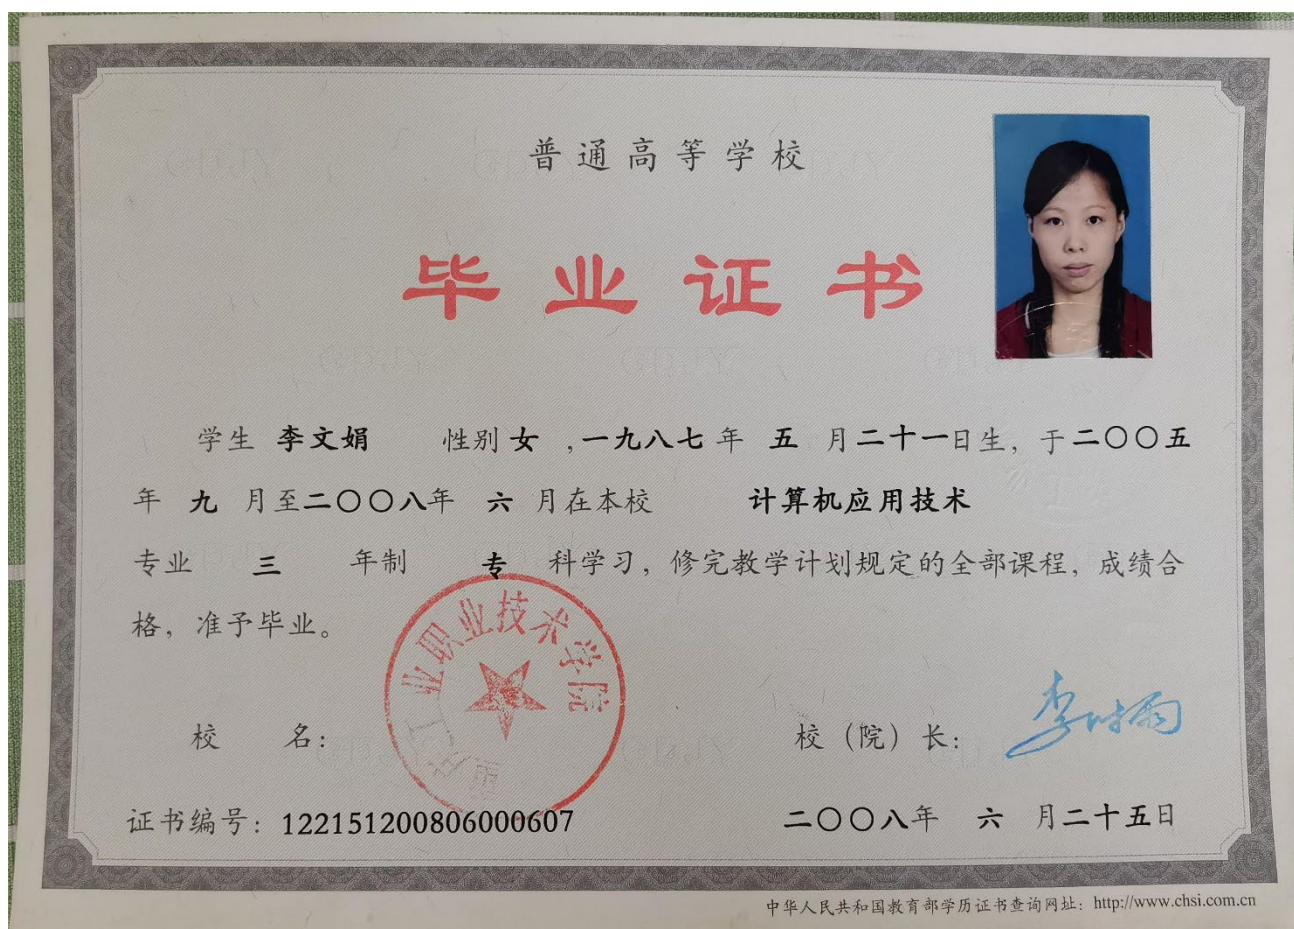 普通高等学校
毕业证书
学生 李文娟 性别 女 ,一九八七 年 五 月二十一日生, 于二〇〇五
年 九 月至二〇〇八年 六 月在本校 计算机应用技术
专业 三 年制 专 科学习, 修完教学计划规定的全部课程, 成绩合
格, 准予毕业。
业职业技术学院
校 名:
校 (院) 长:
证书编号: 122151200806000607
二〇〇八年 六 月二十五日
中华人民共和国教育部学历证书查询网址: http://www.chsi.com.cn